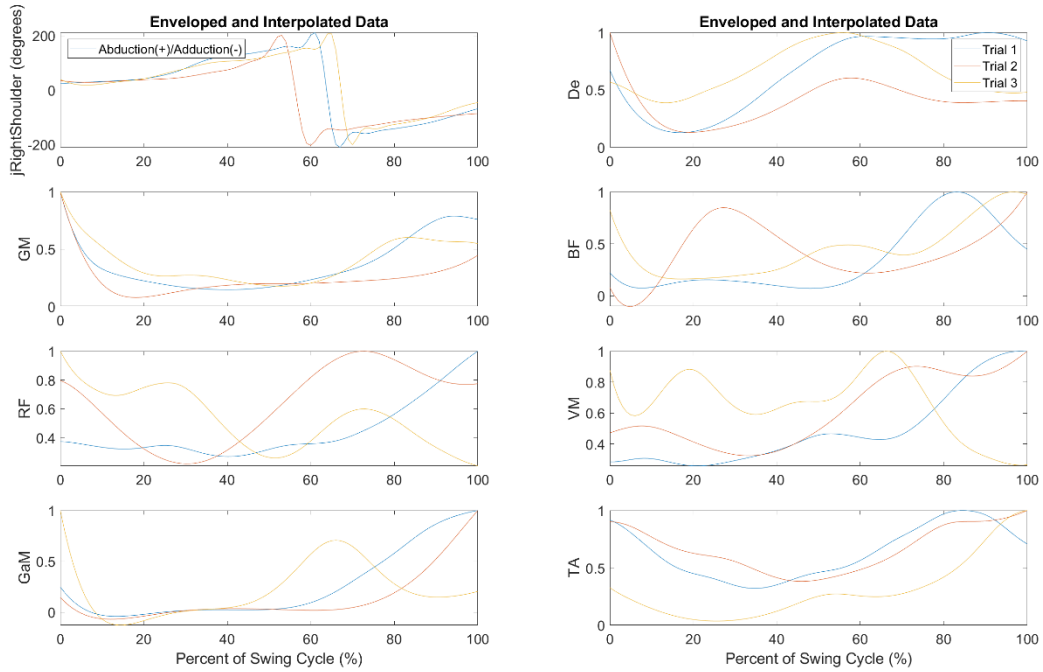 Enveloped and Interpolated Data
jRightShoulder (degrees)
200
0
-200
Abduction(+)/Adduction(-)
0 20 40 60 80 100
Enveloped and Interpolated Data
De
1
0.5
0
Trial 1
Trial 2
Trial 3
0 20 40 60 80 100
GM
1
0.5
0
0 20 40 60 80 100
BF
1
0.5
0
0 20 40 60 80 100
RF
1
0.8
0.6
0.4
0 20 40 60 80 100
VM
1
0.8
0.6
0.4
0 20 40 60 80 100
GaM
1
0.5
0
0 20 40 60 80 100
Percent of Swing Cycle (%)
TA
1
0.5
0
0 20 40 60 80 100
Percent of Swing Cycle (%)